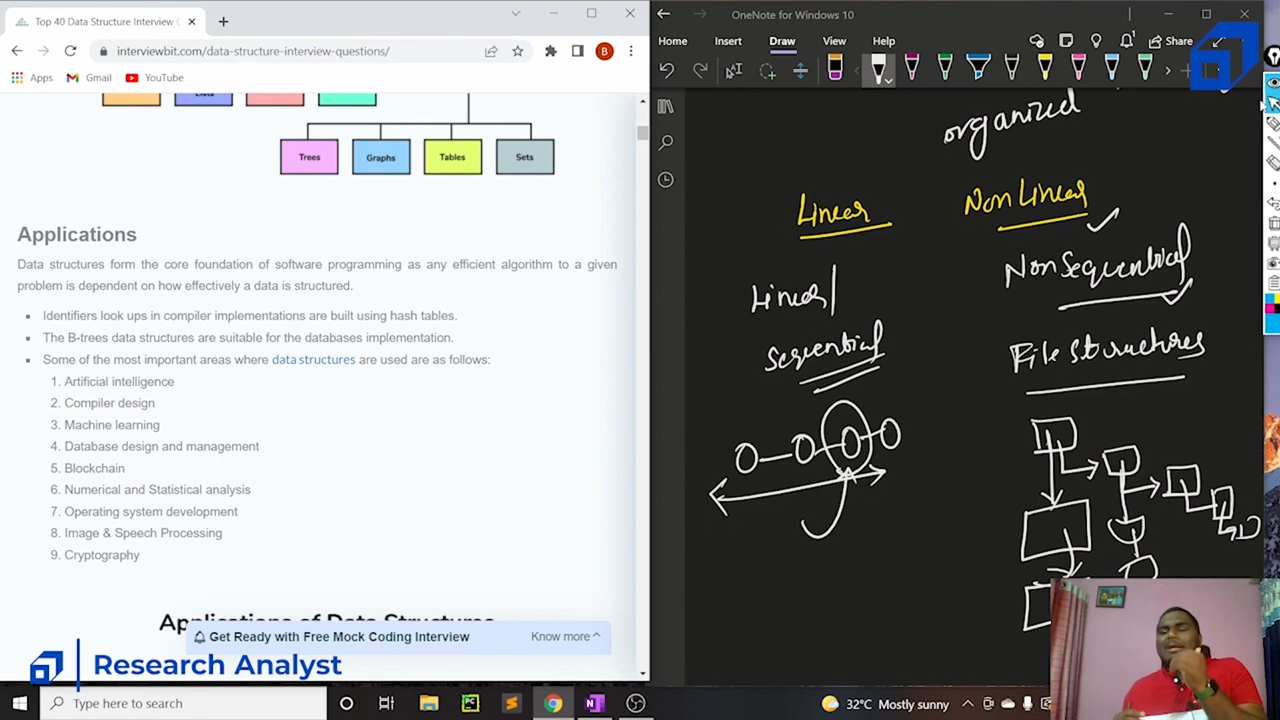 Top 40 Data Structure Interview
interviewbit.com/data-structure-interview-questions/
B
Apps
Gmail
YouTube
Trees
Graphs
Tables
Sets
Applications
Data structures form the core foundation of software programming as any efficient algorithm to a given
problem is dependent on how effectively a data is structured.
Identifiers look ups in compiler implementations are built using hash tables.
The B-trees data structures are suitable for the databases implementation.
Some of the most important areas where data structures are used are as follows:
1. Artificial intelligence
2. Compiler design
3. Machine learning
4. Database design and management
5. Blockchain
6. Numerical and Statistical analysis
7. Operating system development
8. Image & Speech Processing
9. Cryptography
Applications of Data Structures
Get Ready with Free Mock Coding Interview
Know more
Research Analyst
Type here to search
OneNote for Windows 10
Home
Insert
Draw
View
Help
Share
organized
Linear
Non Linear
Linear/
Non Sequential
Sequential
File Structures
32°C Mostly sunny